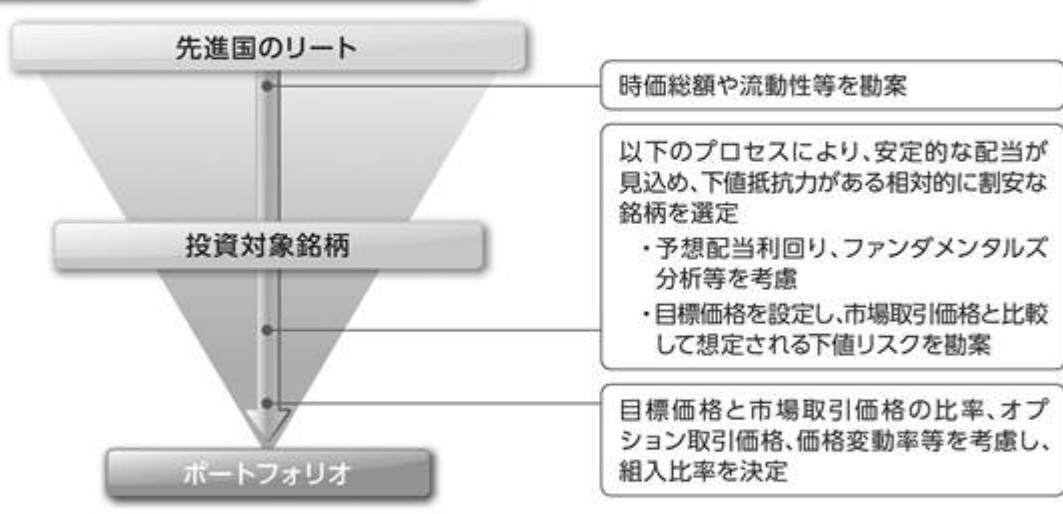 先進国のリート
時価総額や流動性等を勘案
以下のプロセスにより、安定的な配当が
見込め、下値抵抗力がある相対的に割安な
銘柄を選定
・予想配当利回り、ファンダメンタルズ
分析等を考慮
・目標価格を設定し、市場取引価格と比較
して想定される下値リスクを勘案
投資対象銘柄
目標価格と市場取引価格の比率、オプ
ション取引価格、価格変動率等を考慮し、
組入比率を決定
ポートフォリオ